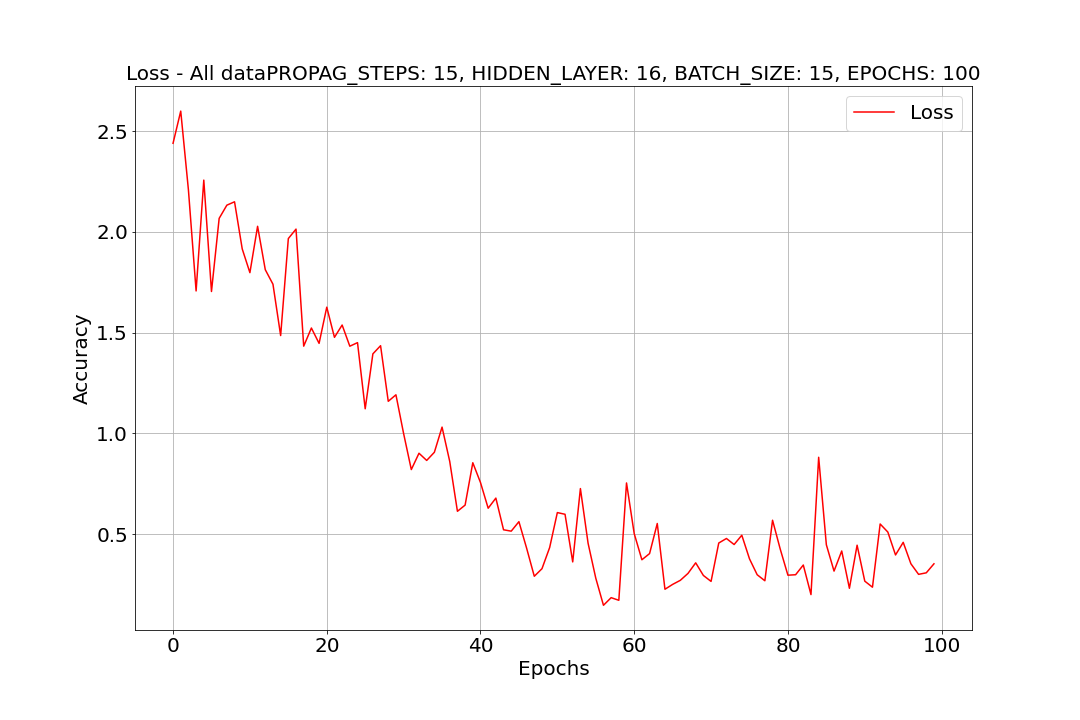 Loss - All dataPROPAG_STEPS: 15, HIDDEN_LAYER: 16, BATCH_SIZE: 15, EPOCHS: 100
Loss
2.5
2.0
1.5
1.0
0.5
Accuracy
0 20 40 60 80 100
Epochs